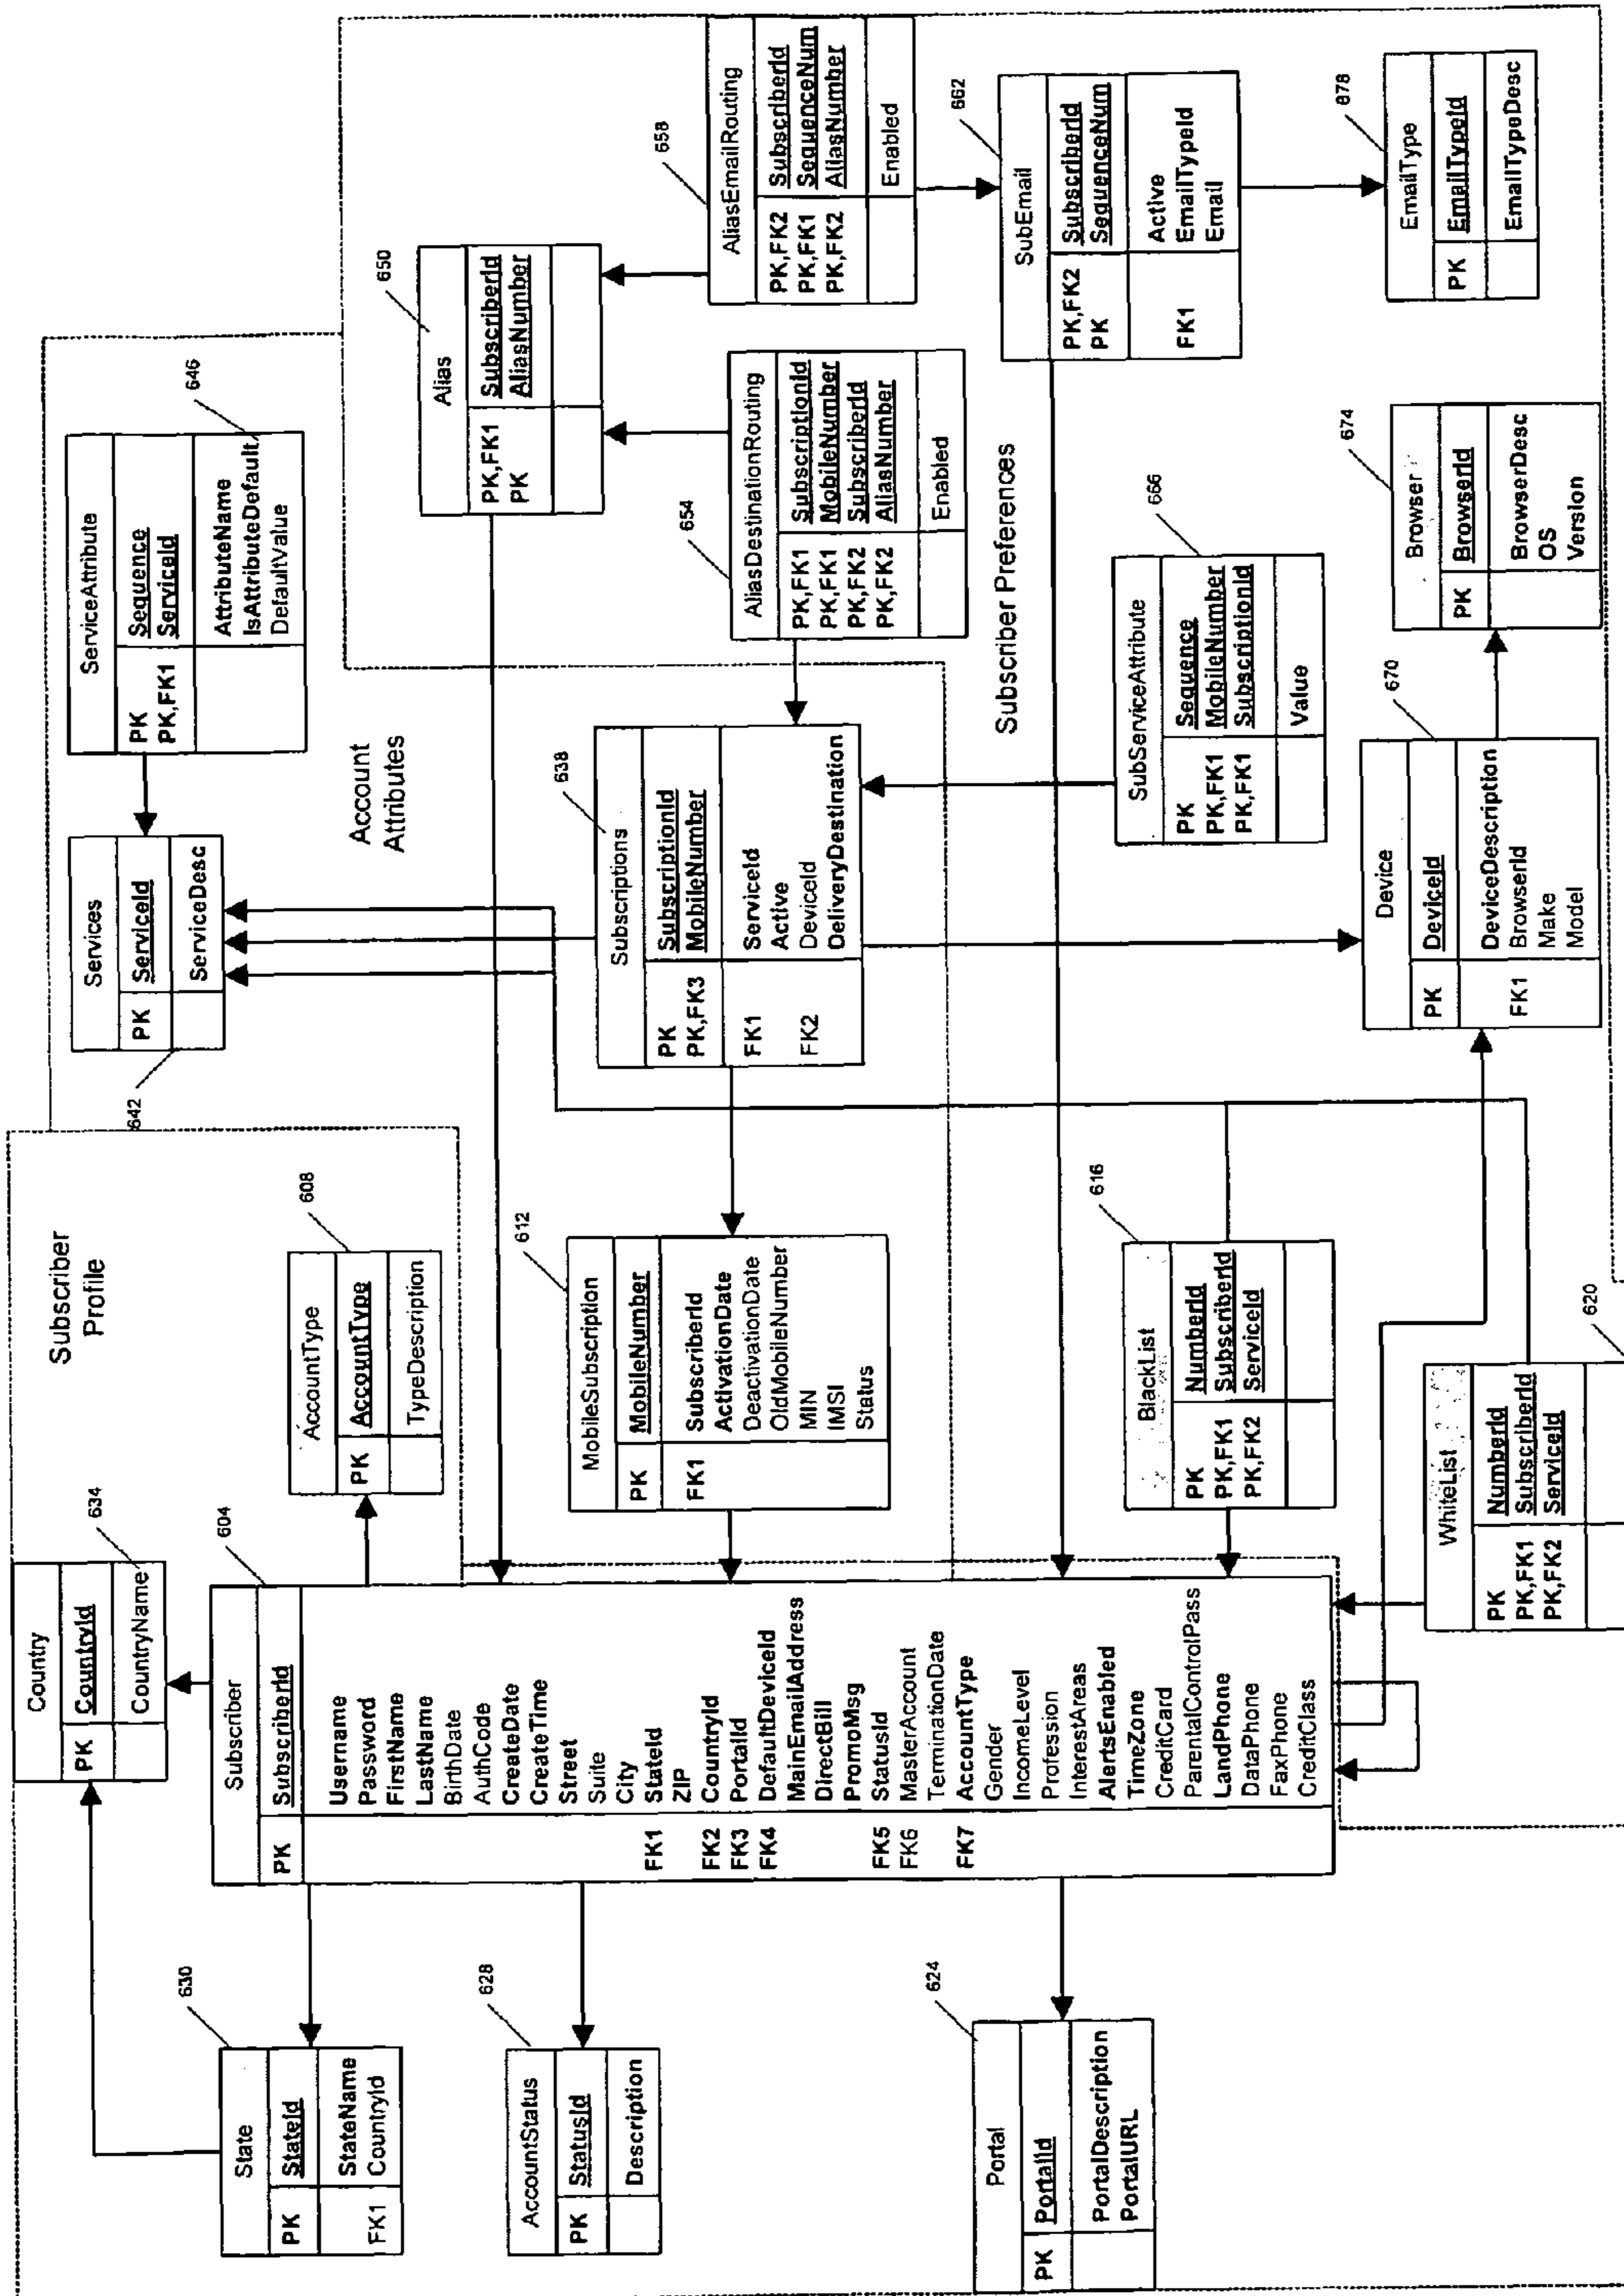 Subscriber
Profile
Country
PK CountryId
CountryName
634
State
PK StateId
StateName
FK1 CountryId
630
AccountStatus
PK StatusId
Description
628
Portal
PK PortalId
PortalDescription
PortalURL
624
Subscriber
PK SubscriberId
Username
Password
FirstName
LastName
BirthDate
AuthCode
CreateDate
CreateTime
Street
Suite
City
FK1 StateId
ZIP
FK2 CountryId
FK3 PortalId
FK4 DefaultDeviceId
MainEmailAddress
DirectBill
PromoMsg
FK5 StatusId
FK6 MasterAccount
TerminationDate
FK7 AccountType
Gender
IncomeLevel
Profession
InterestAreas
AlertsEnabled
TimeZone
CreditCard
ParentalControlPass
LandPhone
DataPhone
FaxPhone
CreditClass
604
AccountType
PK AccountType
TypeDescription
608
MobileSubscription
PK MobileNumber
FK1 SubscriberId
ActivationDate
DeactivationDate
OldMobileNumber
MIN
IMSI
Status
612
BlackList
PK NumberId
PK,FK1 SubscriberId
PK,FK2 ServiceId
616
WhiteList
PK NumberId
PK,FK1 SubscriberId
PK,FK2 ServiceId
620
Account
Attributes
Services
PK ServiceId
ServiceDesc
642
ServiceAttribute
PK Sequence
PK,FK1 ServiceId
AttributeName
IsAttributeDefault
DefaultValue
646
Subscriptions
PK SubscriptionId
PK,FK3 MobileNumber
FK1 ServiceId
Active
FK2 DeviceId
DeliveryDestination
638
Subscriber Preferences
Alias
PK,FK1 SubscriberId
PK AliasNumber
650
AliasDestinationRouting
PK,FK1 SubscriptionId
PK,FK1 MobileNumber
PK,FK2 SubscriberId
PK,FK2 AliasNumber
Enabled
654
AliasEmailRouting
PK,FK2 SubscriberId
PK,FK1 SequenceNum
PK,FK2 AliasNumber
Enabled
658
SubEmail
PK,FK2 SubscriberId
PK SequenceNum
Active
FK1 EmailTypeId
Email
662
SubServiceAttribute
PK Sequence
PK,FK1 MobileNumber
PK,FK1 SubscriptionId
Value
666
Device
PK DeviceId
DeviceDescription
FK1 BrowserId
Make
Model
670
Browser
PK BrowserId
BrowserDesc
OS
Version
674
EmailType
PK EmailTypeId
EmailTypeDesc
678